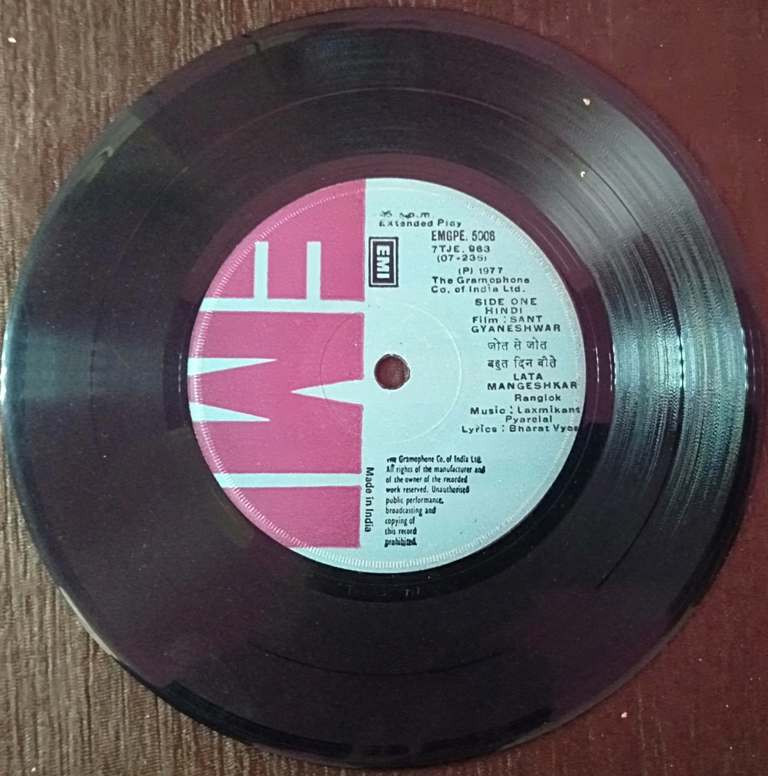 EMI
EMI
r.p.m
Extended Play
EMGPE. 5008
7TJE. 963
(07-235)
(P) 1977
The Gramophone
Co. of India Ltd.
SIDE ONE
HINDI
Film : SANT
GYANESHWAR
जोत से जोत
बहुत दिन बीते
LATA
MANGESHKAR
Ranglok
Music : Laxmikant
Pyarelal
Lyrics : Bharat Vyas
The Gramophone Co. of India Ltd.
All rights of the manufacturer and
of the owner of the recorded
work reserved. Unauthorised
public performance,
broadcasting and
copying of
this record
prohibited.
Made in India